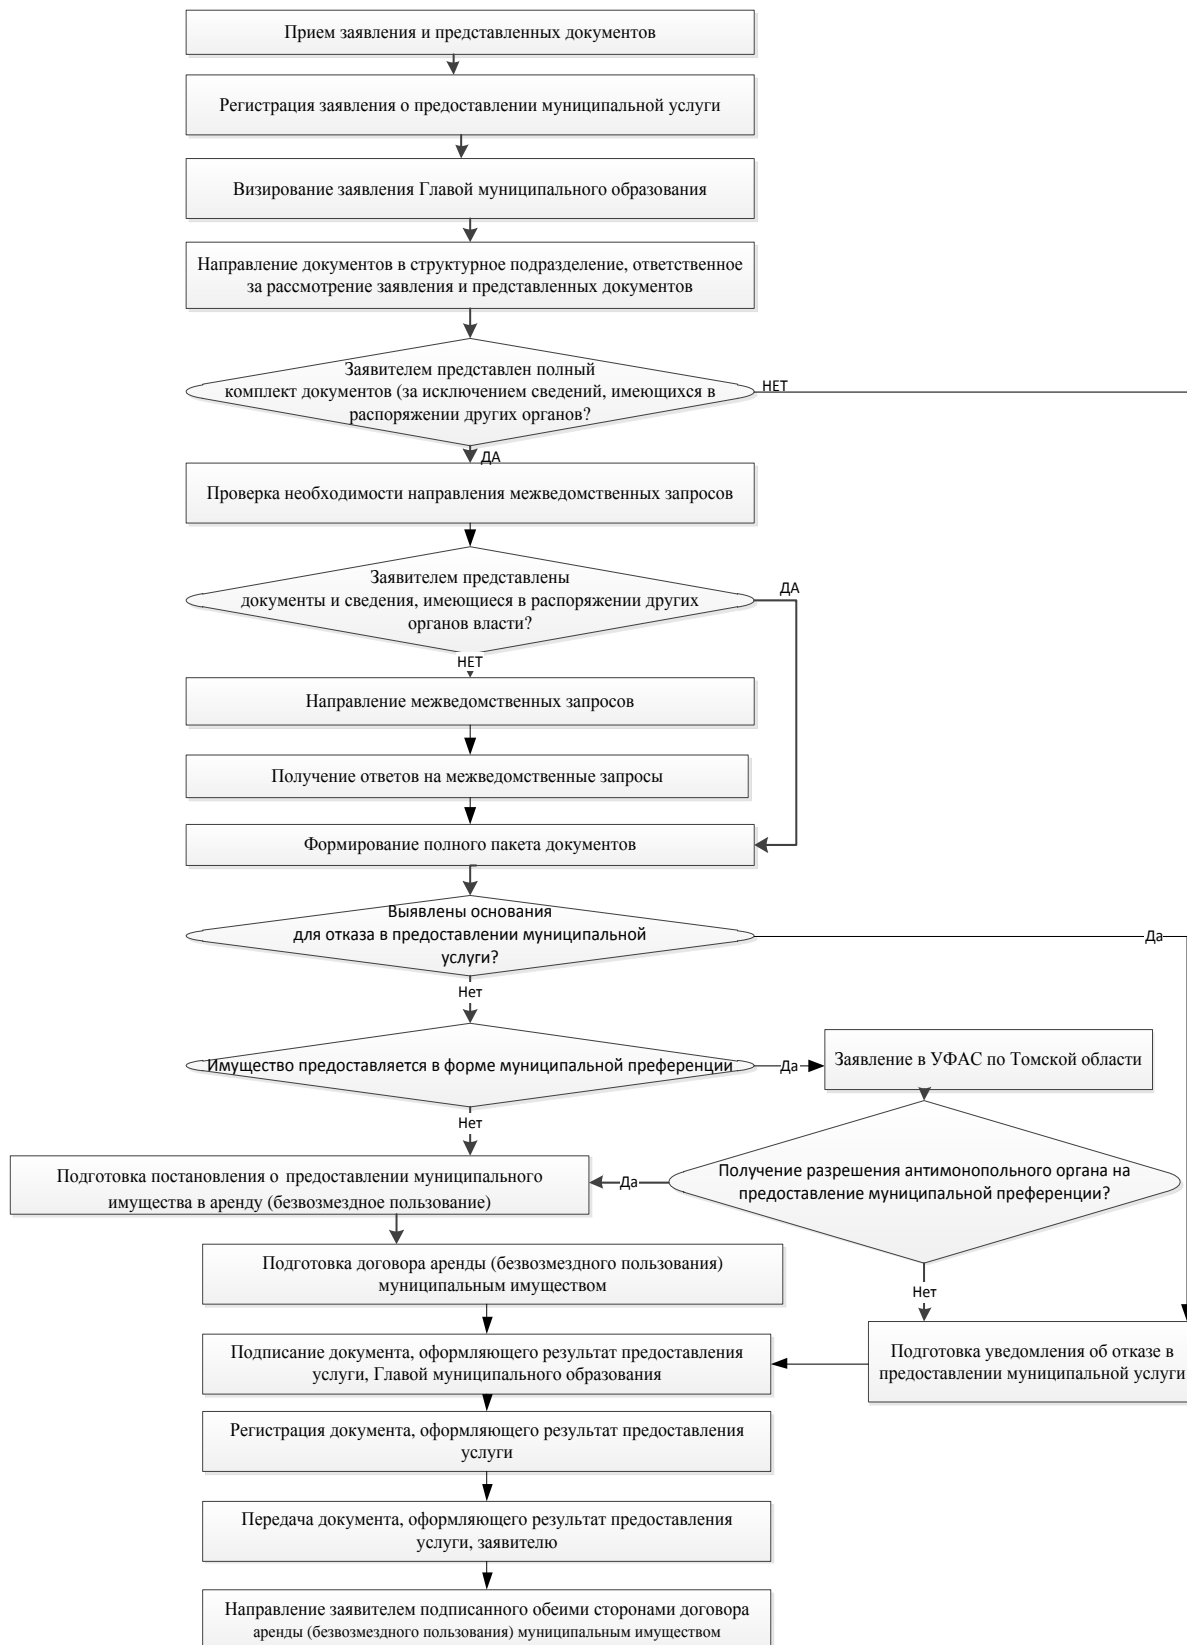 Прием заявления и представленных документов
Регистрация заявления о предоставлении муниципальной услуги
Визирование заявления Главой муниципального образования
Направление документов в структурное подразделение, ответственное
за рассмотрение заявления и представленных документов
Заявителем представлен полный
комплект документов (за исключением сведений, имеющихся в
распоряжении других органов?
НЕТ
ДА
Проверка необходимости направления межведомственных запросов
Заявителем представлены
документы и сведения, имеющиеся в распоряжении других
органов власти?
ДА
НЕТ
Направление межведомственных запросов
Получение ответов на межведомственные запросы
Формирование полного пакета документов
Выявлены основания
для отказа в предоставлении муниципальной
услуги?
Да
Нет
Имущество предоставляется в форме муниципальной преференции
Да
Заявление в УФАС по Томской области
Нет
Подготовка постановления о предоставлении муниципального
имущества в аренду (безвозмездное пользование)
Да
Получение разрешения антимонопольного органа на
предоставление муниципальной преференции?
Подготовка договора аренды (безвозмездного пользования)
муниципальным имуществом
Нет
Подписание документа, оформляющего результат предоставления
услуги, Главой муниципального образования
Подготовка уведомления об отказе в
предоставлении муниципальной услуги
Регистрация документа, оформляющего результат предоставления
услуги
Передача документа, оформляющего результат предоставления
услуги, заявителю
Направление заявителем подписанного обеими сторонами договора
аренды (безвозмездного пользования) муниципальным имуществом